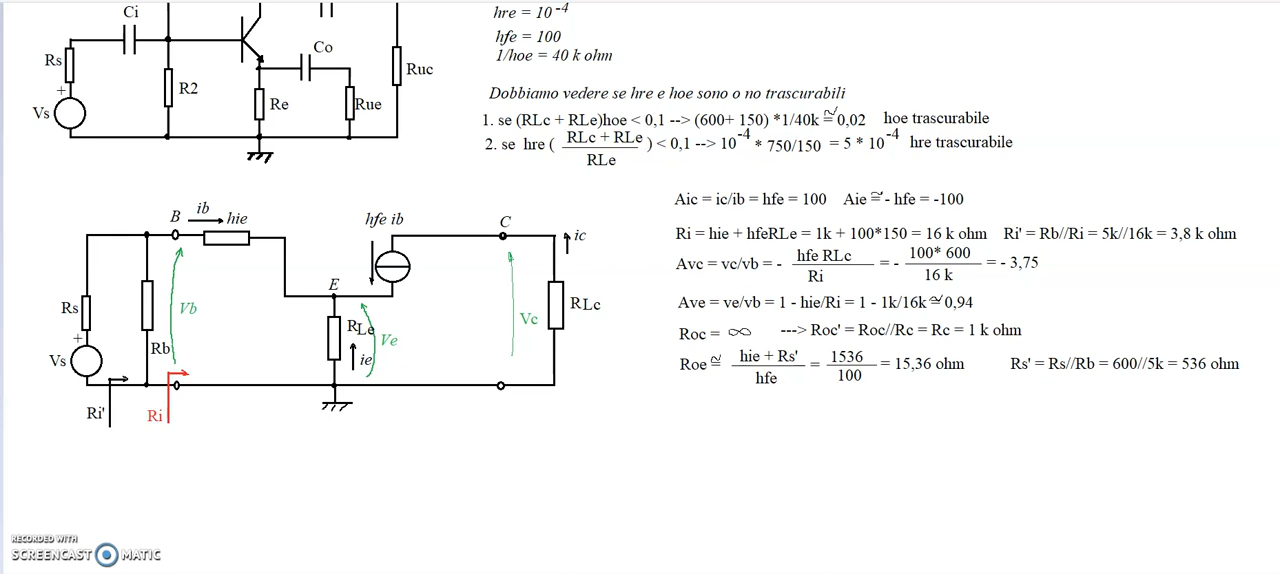 Ci
Rs
+
Vs
R2
Co
Re
Rue
Ruc
hre = 10 -4
hfe = 100
1/hoe = 40 k ohm
Dobbiamo vedere se hre e hoe sono o no trascurabili
1. se (RLc + RLe)hoe < 0,1 --> (600+ 150) *1/40k ≅ 0,02 hoe trascurabile
2. se hre ( RLc + RLe / RLe ) < 0,1 --> 10 -4 * 750/150 = 5 * 10 -4 hre trascurabile
B ib hie
hfe ib
C
ic
E
Rs
+
Vs
Rb
Vb
RLe
Ve
ie
Vc
RLc
Ri'
Ri
Aic = ic/ib = hfe = 100 Aie ≅ - hfe = -100
Ri = hie + hfeRLe = 1k + 100*150 = 16 k ohm Ri' = Rb//Ri = 5k//16k = 3,8 k ohm
Avc = vc/vb = - hfe RLc / Ri = - 100* 600 / 16 k = - 3,75
Ave = ve/vb = 1 - hie/Ri = 1 - 1k/16k ≅ 0,94
Roc = ∞ ---> Roc' = Roc//Rc = Rc = 1 k ohm
Roe ≅ hie + Rs' / hfe = 1536 / 100 = 15,36 ohm Rs' = Rs//Rb = 600//5k = 536 ohm
RECORDED WITH
SCREENCAST MATIC